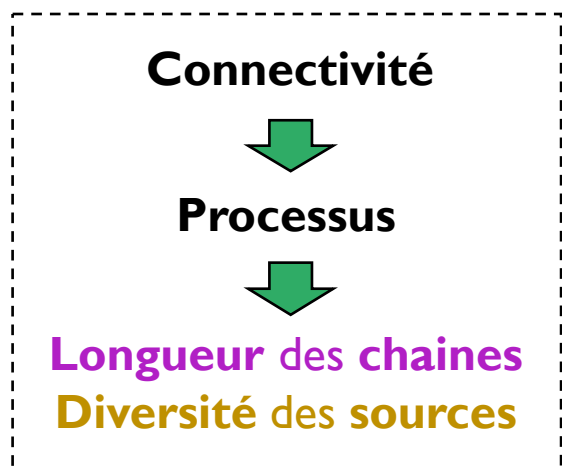 Connectivité
Processus
Longueur des chaines
Diversité des sources